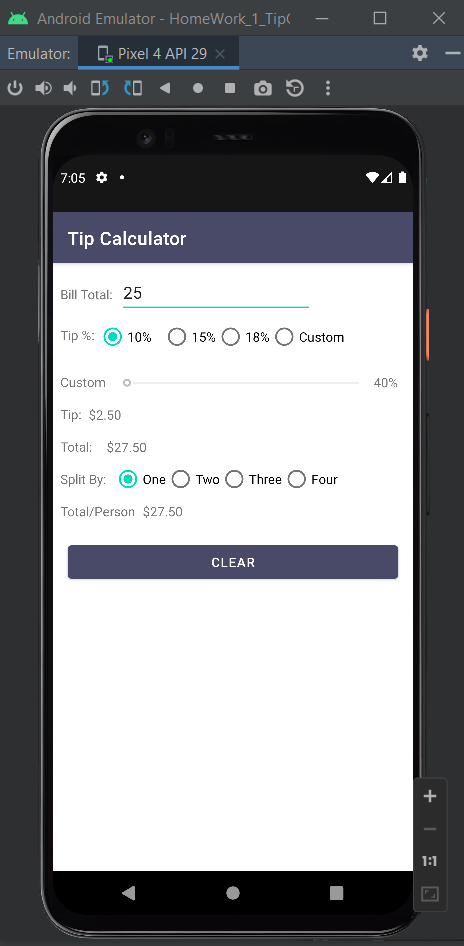 Android Emulator - HomeWork_1_Tip
Emulator: Pixel 4 API 29
7:05
Tip Calculator
Bill Total: 25
Tip %: 10% 15% 18% Custom
Custom 40%
Tip: $2.50
Total: $27.50
Split By: One Two Three Four
Total/Person $27.50
CLEAR
1:1